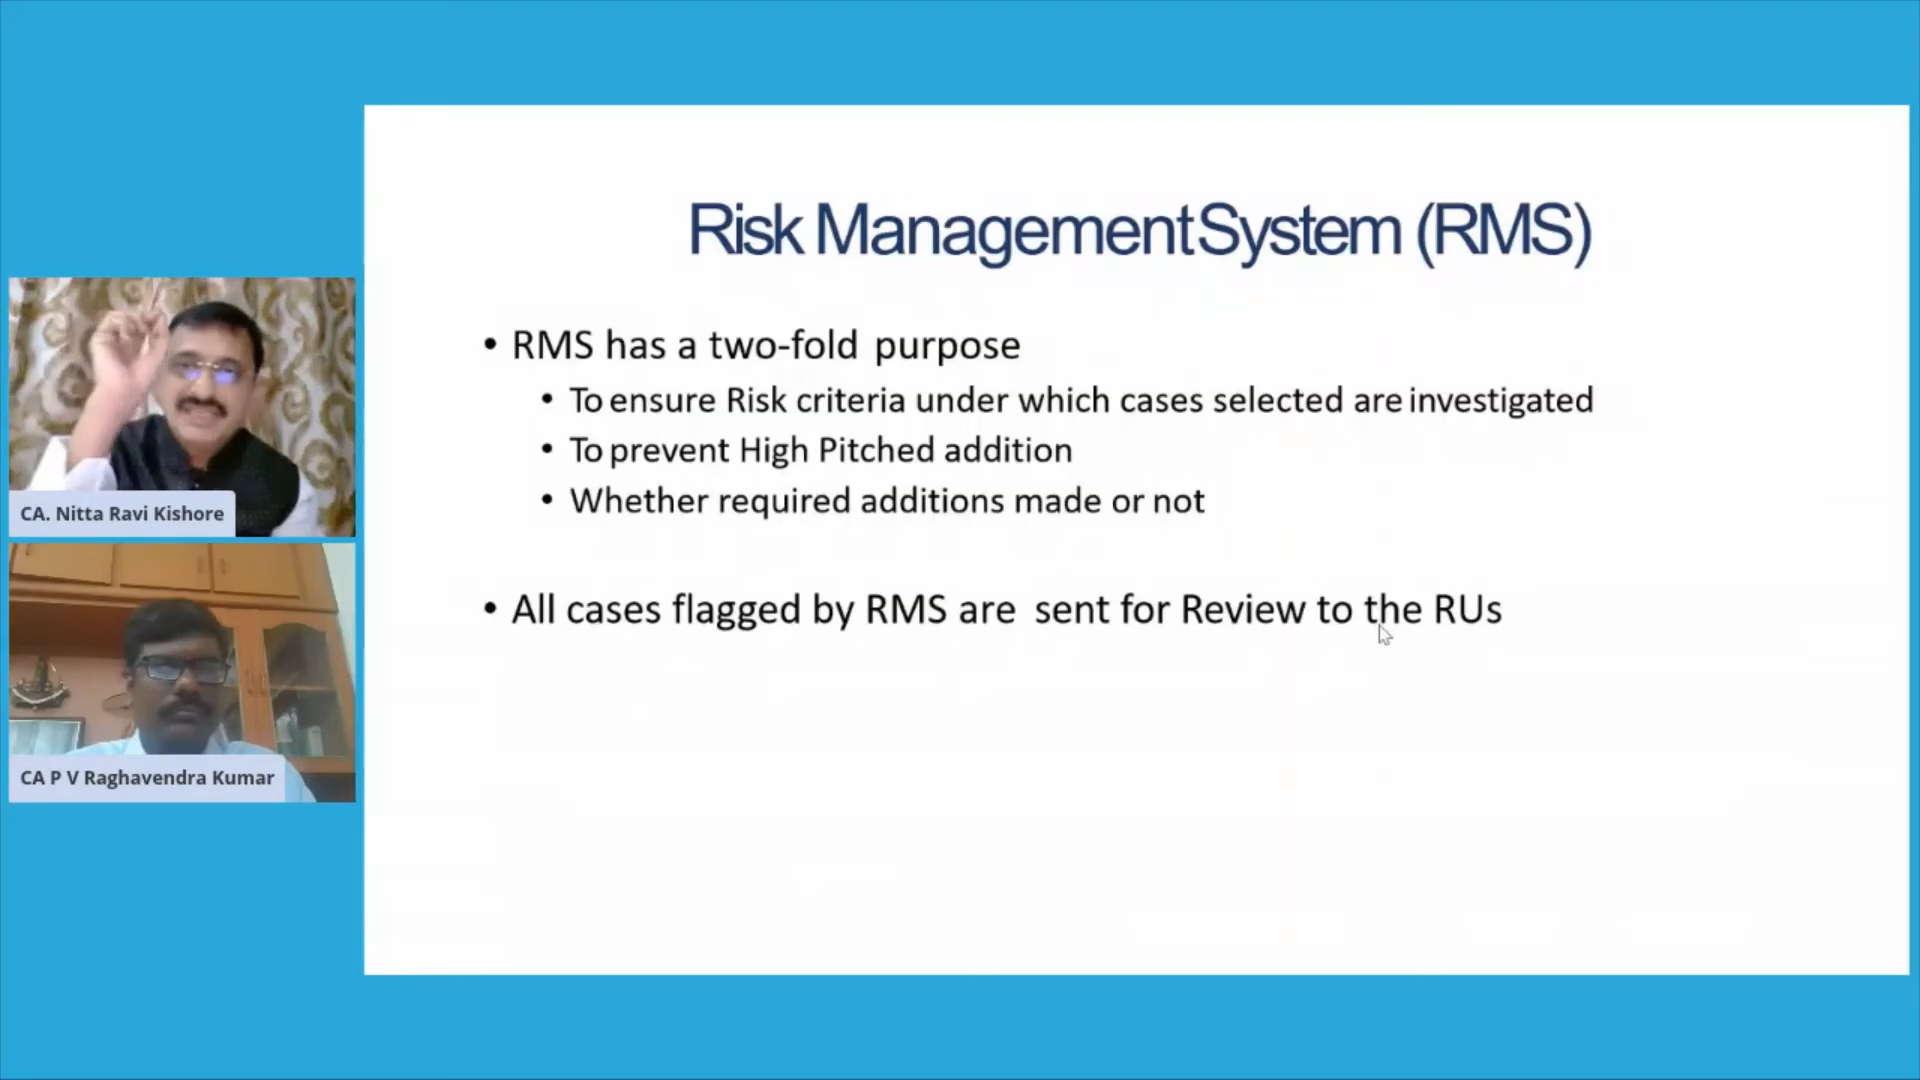 Risk Management System (RMS)
• RMS has a two-fold purpose
• To ensure Risk criteria under which cases selected are investigated
• To prevent High Pitched addition
• Whether required additions made or not
• All cases flagged by RMS are sent for Review to the RUs
CA. Nitta Ravi Kishore
CA P V Raghavendra Kumar